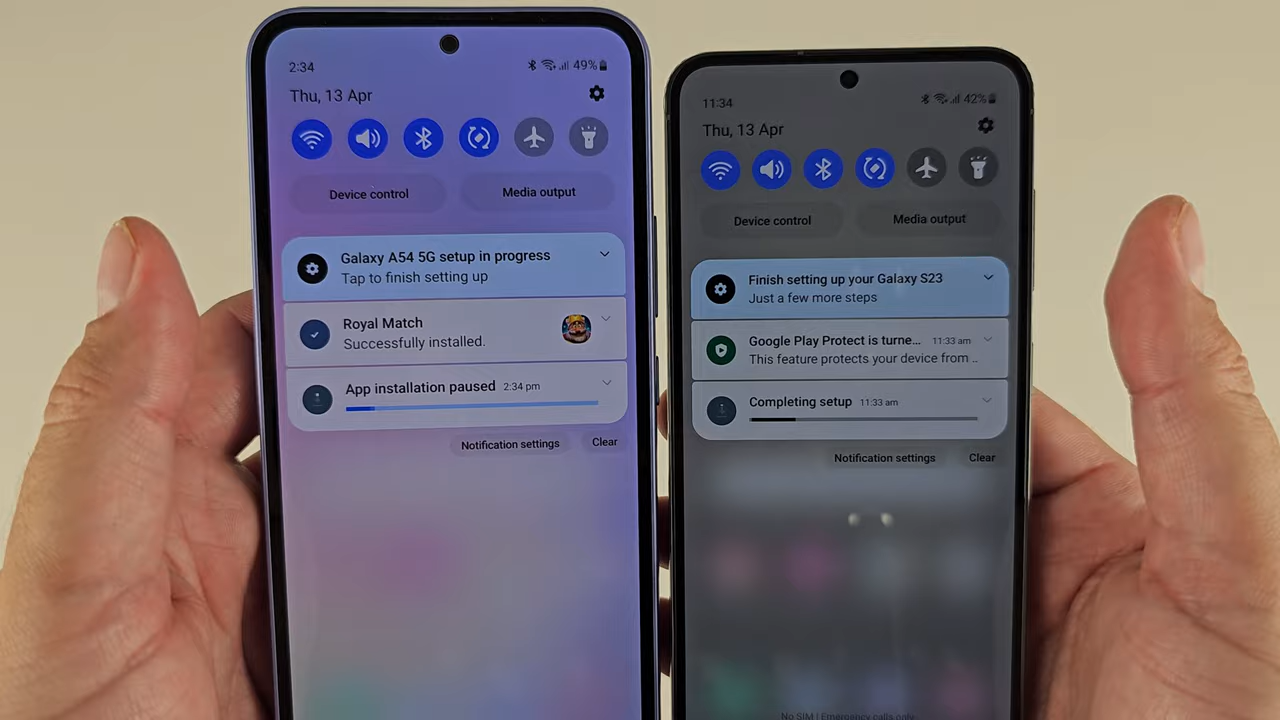 2:34
49%
Thu, 13 Apr
Device control
Media output
Galaxy A54 5G setup in progress
Tap to finish setting up
Royal Match
Successfully installed.
App installation paused 2:34 pm
Notification settings
Clear
11:34
42%
Thu, 13 Apr
Device control
Media output
Finish setting up your Galaxy S23
Just a few more steps
Google Play Protect is turne... 11:33 am
This feature protects your device from ..
Completing setup 11:33 am
Notification settings
Clear
No SIM | Emergency calls only